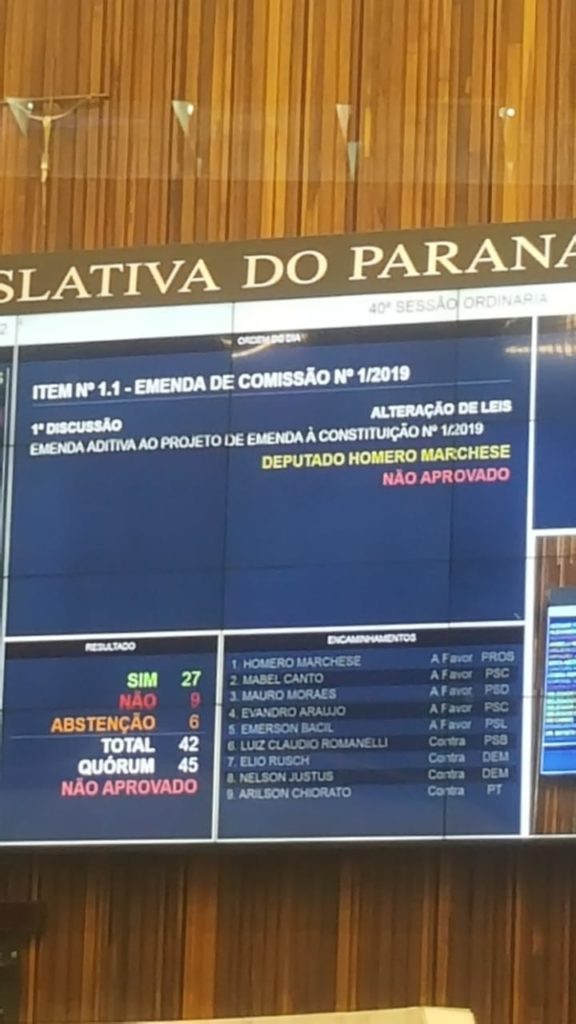 SLATIVA DO PARANA
40ª SESSÃO ORDINARIA
ORDEM DO DIA
ITEM Nº 1.1 - EMENDA DE COMISSÃO Nº 1/2019
1ª DISCUSSÃO
ALTERAÇÃO DE LEIS
EMENDA ADITIVA AO PROJETO DE EMENDA À CONSTITUIÇÃO Nº 1/2019
DEPUTADO HOMERO MARCHESE
NÃO APROVADO
RESULTADO
SIM 27
NÃO 9
ABSTENÇÃO 6
TOTAL 42
QUÓRUM 45
NÃO APROVADO
ENCAMINHAMENTOS
1. HOMERO MARCHESE A Favor PROS
2. MABEL CANTO A Favor PSC
3. MAURO MORAES A Favor PSD
4. EVANDRO ARAUJO A Favor PSC
5. EMERSON BACIL A Favor PSL
6. LUIZ CLAUDIO ROMANELLI Contra PSB
7. ELIO RUSCH Contra DEM
8. NELSON JUSTUS Contra DEM
9. ARILSON CHIORATO Contra PT